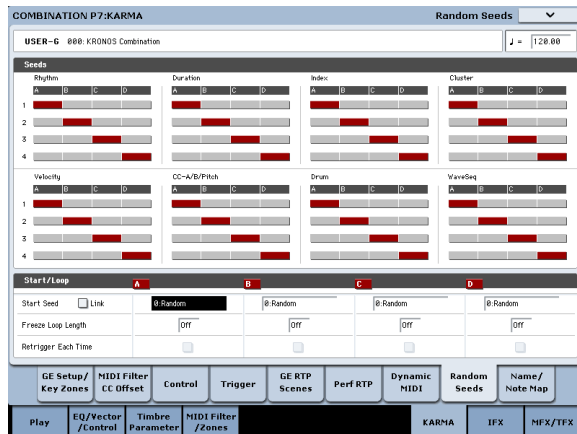 COMBINATION P7:KARMA Random Seeds
USER-G 000: KRONOS Combination ♩ = 120.00
Seeds
Rhythm Duration Index Cluster
A B C D A B C D A B C D A B C D
1
2
3
4
Velocity CC-A/B/Pitch Drum WaveSeq
A B C D A B C D A B C D A B C D
1
2
3
4
Start/Loop A B C D
Start Seed Link 0:Random 0:Random 0:Random 0:Random
Freeze Loop Length Off Off Off Off
Retrigger Each Time
GE Setup/ Key Zones MIDI Filter CC Offset Control Trigger GE RTP Scenes Perf RTP Dynamic MIDI Random Seeds Name/ Note Map
Play EQ/Vector /Control Timbre Parameter MIDI Filter /Zones KARMA IFX MFX/TFX